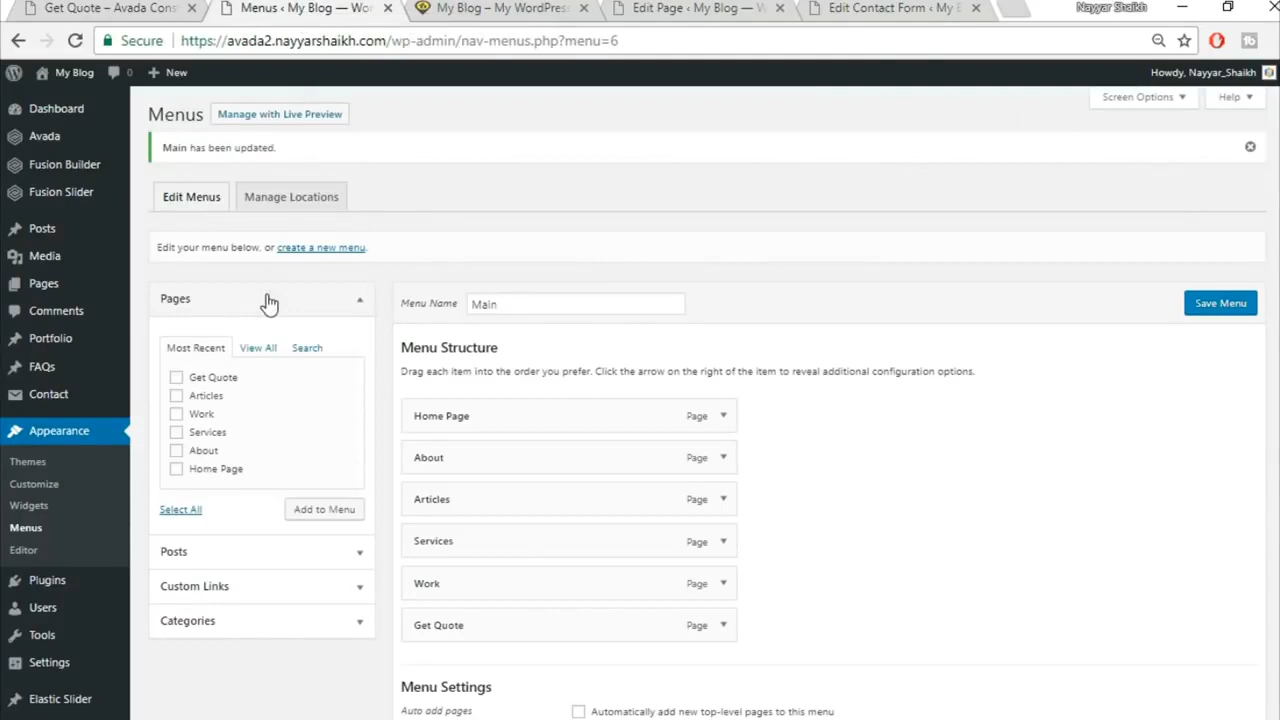 Get Quote – Avada Cons
Menus ‹ My Blog — Wo
My Blog – My WordPress
Edit Page ‹ My Blog — W
Edit Contact Form ‹ My B
Nayyar Shaikh
Secure https://avada2.nayyarshaikh.com/wp-admin/nav-menus.php?menu=6
My Blog 0 New
Howdy, Nayyar_Shaikh
Dashboard
Avada
Fusion Builder
Fusion Slider
Posts
Media
Pages
Comments
Portfolio
FAQs
Contact
Appearance
Themes
Customize
Widgets
Menus
Editor
Plugins
Users
Tools
Settings
Elastic Slider
Screen Options Help
Menus Manage with Live Preview
Main has been updated.
Edit Menus Manage Locations
Edit your menu below, or create a new menu.
Pages
Most Recent View All Search
Get Quote
Articles
Work
Services
About
Home Page
Select All Add to Menu
Posts
Custom Links
Categories
Menu Name Main Save Menu
Menu Structure
Drag each item into the order you prefer. Click the arrow on the right of the item to reveal additional configuration options.
Home Page Page
About Page
Articles Page
Services Page
Work Page
Get Quote Page
Menu Settings
Auto add pages Automatically add new top-level pages to this menu